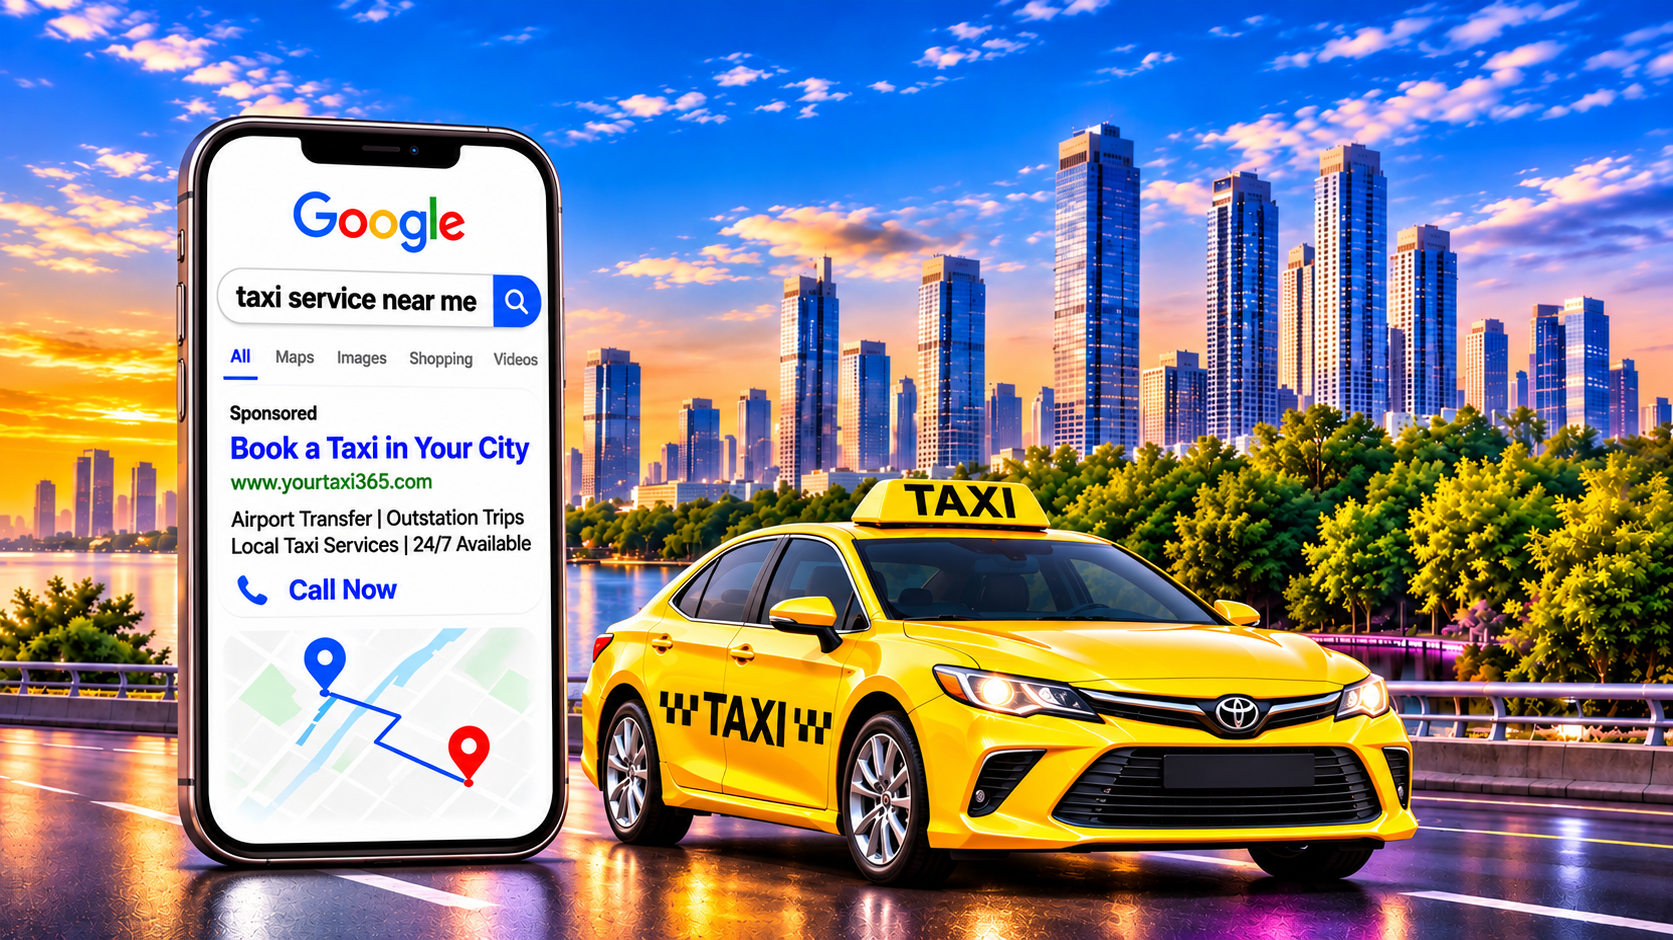 Google
taxi service near me
All Maps Images Shopping Videos
Sponsored
Book a Taxi in Your City
www.yourtaxi365.com
Airport Transfer | Outstation Trips
Local Taxi Services | 24/7 Available
Call Now
TAXI
TAXI